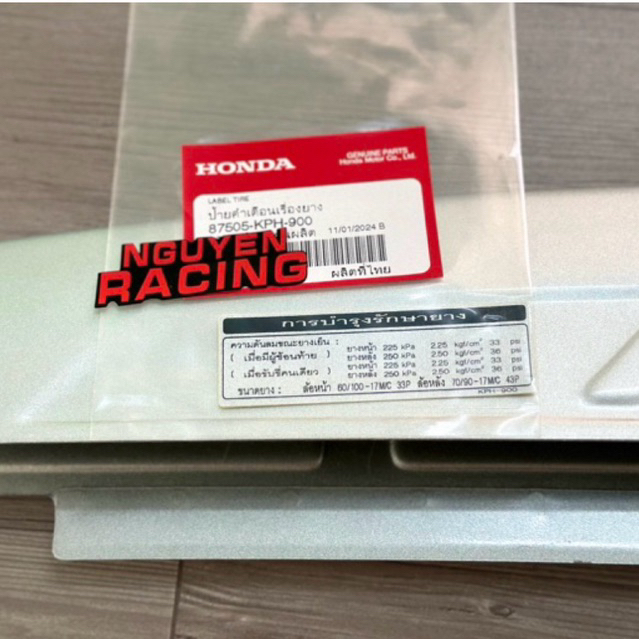 HONDA
GENUINE PARTS
Honda Motor Co., Ltd.
LABEL TIRE
ป้ายคำเตือนเรื่องยาง
87505-KPH-900
ผลิต 11/01/2024 B
ผลิตที่ไทย
NGUYEN
RACING
การบำรุงรักษายาง
ความดันลมขณะยางเย็น :
( เมื่อมีผู้ซ้อนท้าย ) ยางหน้า 225 kPa 2.25 kgf/cm² 33 psi
ยางหลัง 250 kPa 2.50 kgf/cm² 36 psi
( เมื่อขับขี่คนเดียว ) ยางหน้า 225 kPa 2.25 kgf/cm² 33 psi
ยางหลัง 250 kPa 2.50 kgf/cm² 36 psi
ขนาดยาง : ล้อหน้า 60/100-17M/C 33P ล้อหลัง 70/90-17M/C 43P
KPH-900